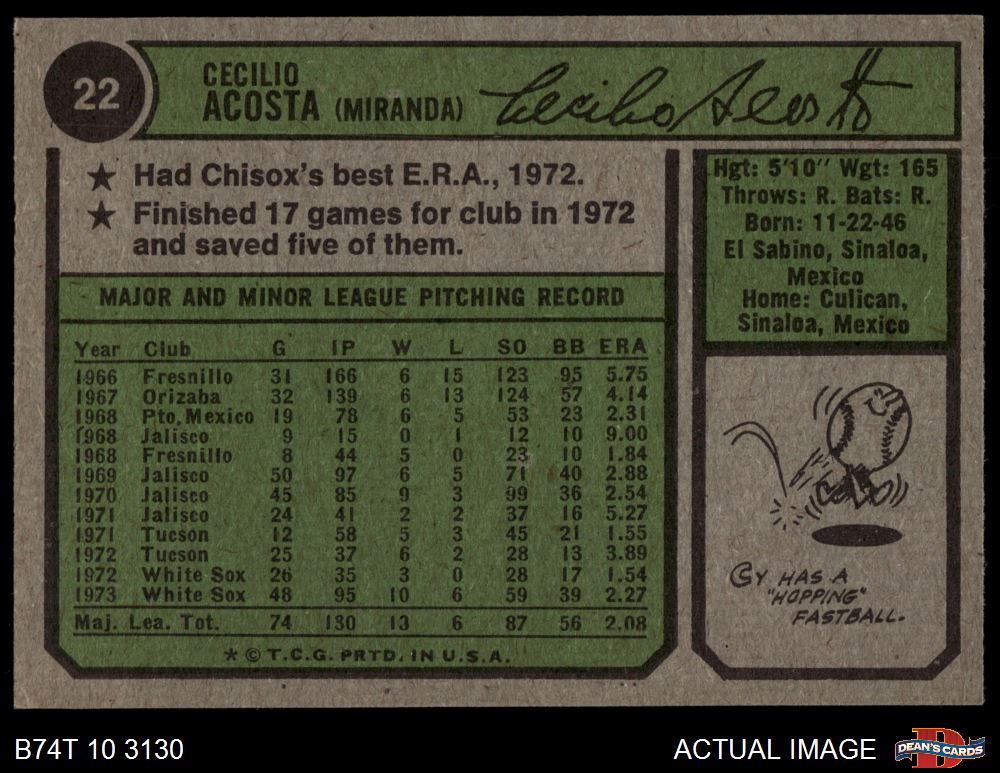 22
CECILIO
ACOSTA (MIRANDA)
Cecilio Acosta
★ Had Chisox's best E.R.A., 1972.
★ Finished 17 games for club in 1972
and saved five of them.
MAJOR AND MINOR LEAGUE PITCHING RECORD
Year Club G IP W L SO BB ERA
1966 Fresnillo 31 166 6 15 123 95 5.75
1967 Orizaba 32 139 6 13 124 57 4.14
1968 Pto. Mexico 19 78 6 5 53 23 2.31
1968 Jalisco 9 15 0 1 12 10 9.00
1968 Fresnillo 8 44 5 0 23 10 1.84
1969 Jalisco 50 97 6 5 71 40 2.88
1970 Jalisco 45 85 9 3 99 36 2.54
1971 Jalisco 24 41 2 2 37 16 5.27
1971 Tucson 12 58 5 3 45 21 1.55
1972 Tucson 25 37 6 2 28 13 3.89
1972 White Sox 26 35 3 0 28 17 1.54
1973 White Sox 48 95 10 6 59 39 2.27
Maj. Lea. Tot. 74 130 13 6 87 56 2.08
* © T.C.G. PRTD. IN U.S.A.
Hgt: 5'10" Wgt: 165
Throws: R. Bats: R.
Born: 11-22-46
El Sabino, Sinaloa,
Mexico
Home: Culican,
Sinaloa, Mexico
CY HAS A
"HOPPING"
FASTBALL.
B74T 10 3130
ACTUAL IMAGE
D
DEAN'S CARDS